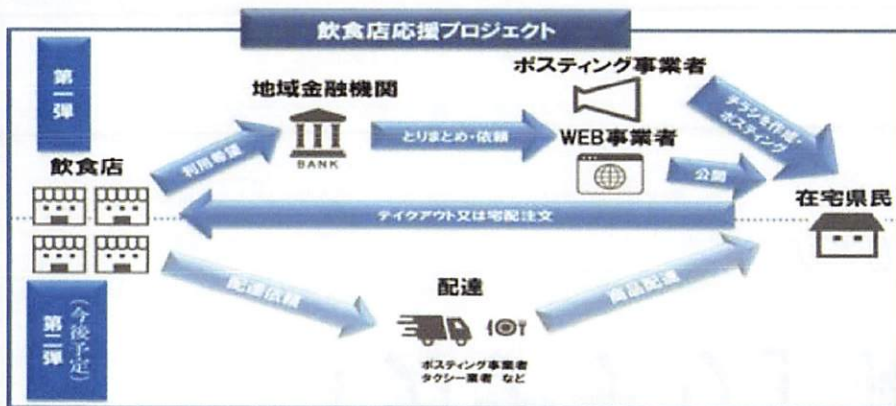 飲食店応援プロジェクト
第一弾
地域金融機関
ポスティング事業者
チラシを作成・
ポスティング
利用希望
BANK
とりまとめ・依頼
WEB事業者
公開
飲食店
在宅県民
テイクアウト又は宅配注文
配達依頼
配達
商品配達
ポスティング事業者
タクシー業者 など
第二弾
(今後予定)